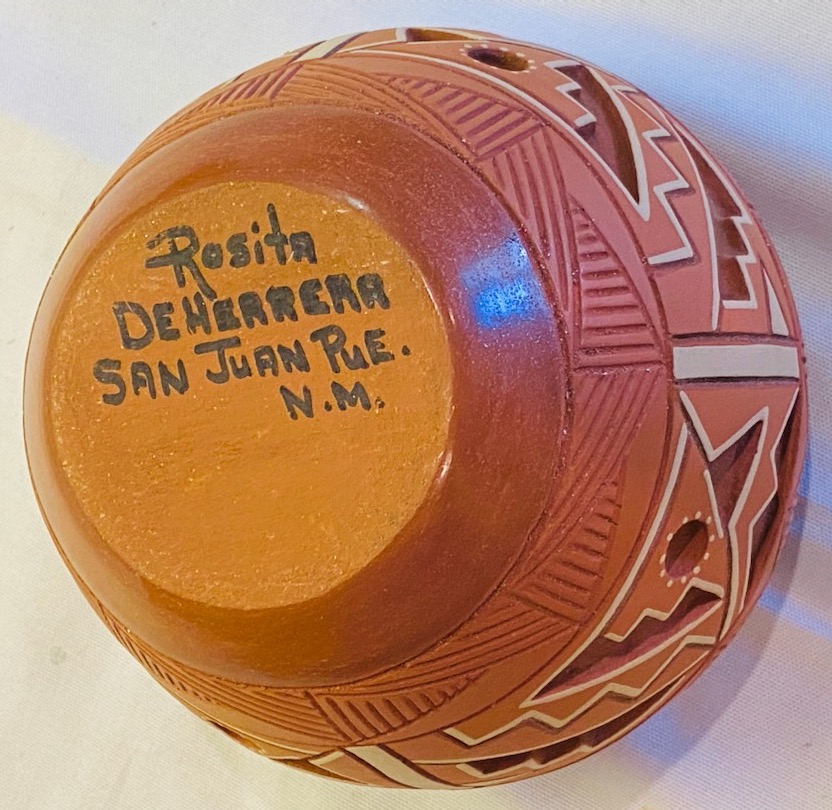 Rosita
DEHERRERA
SAN JUAN PUE.
N.M.